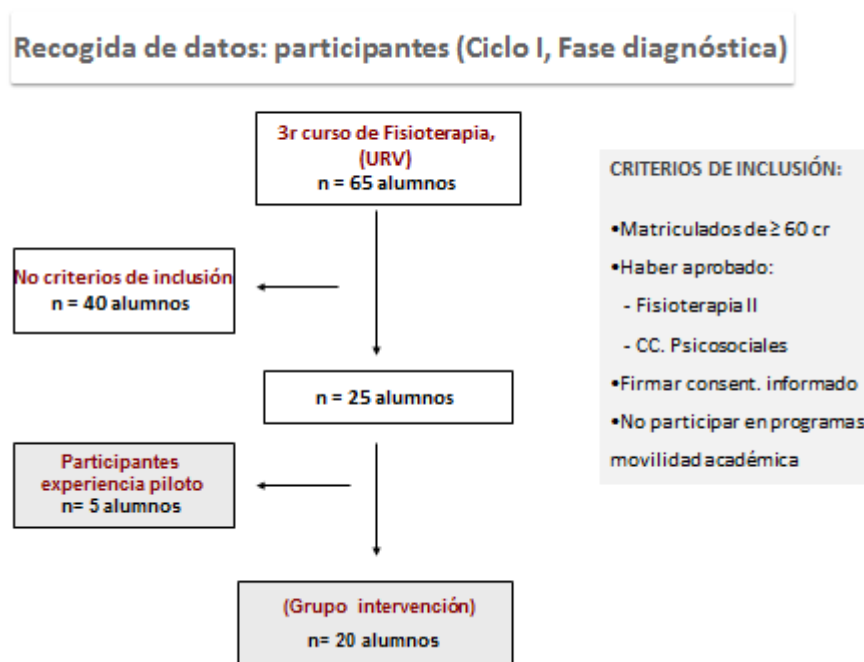 Recogida de datos: participantes (Ciclo I, Fase diagnóstica)
3r curso de Fisioterapia,
(URV)
n = 65 alumnos
No criterios de inclusión
n = 40 alumnos
n = 25 alumnos
Participantes
experiencia piloto
n= 5 alumnos
(Grupo intervención)
n= 20 alumnos
CRITERIOS DE INCLUSIÓN:
•Matriculados de ≥ 60 cr
•Haber aprobado:
- Fisioterapia II
- CC. Psicosociales
•Firmar consent. informado
•No participar en programas
movilidad académica